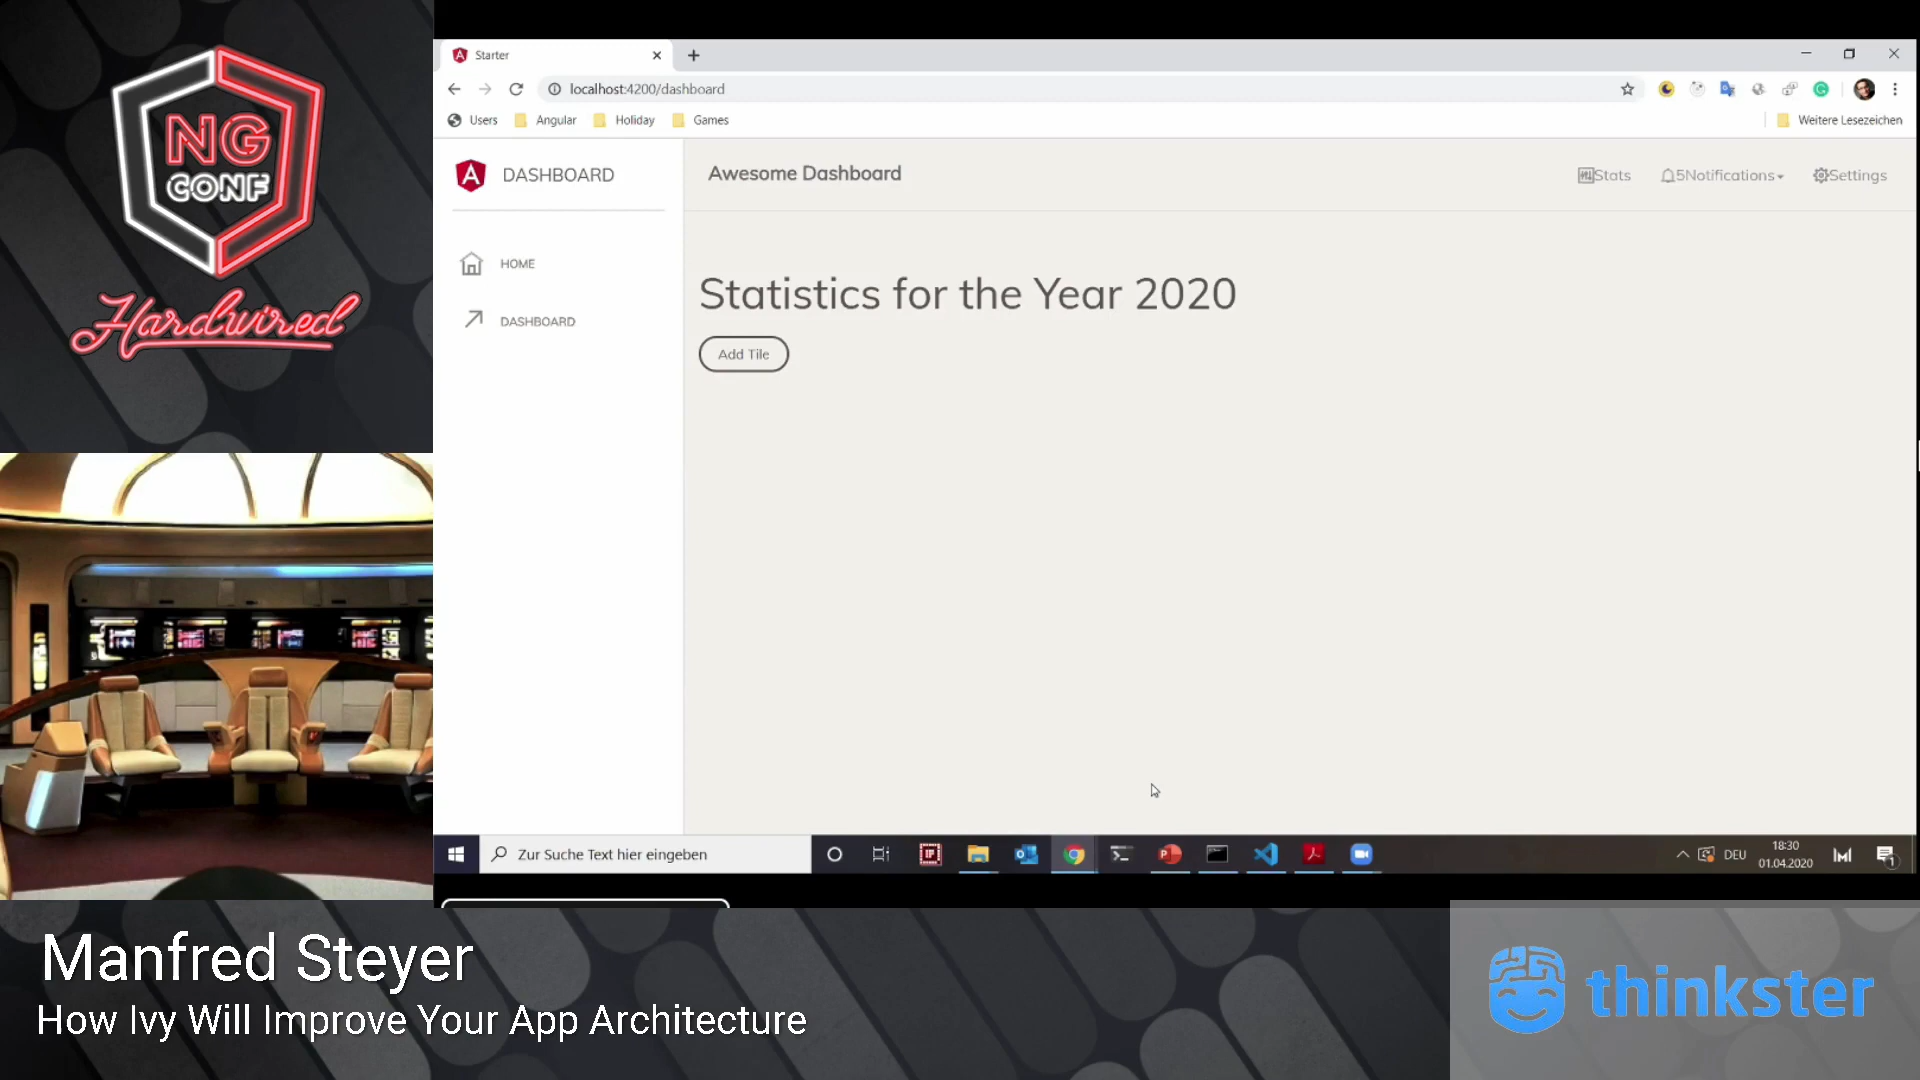 NG
CONF
Hardwired
Starter
localhost:4200/dashboard
Users Angular Holiday Games Weitere Lesezeichen
DASHBOARD
Awesome Dashboard
Stats 5Notifications Settings
HOME
DASHBOARD
Statistics for the Year 2020
Add Tile
Zur Suche Text hier eingeben
DEU
18:30
01.04.2020
Manfred Steyer
How Ivy Will Improve Your App Architecture
thinkster